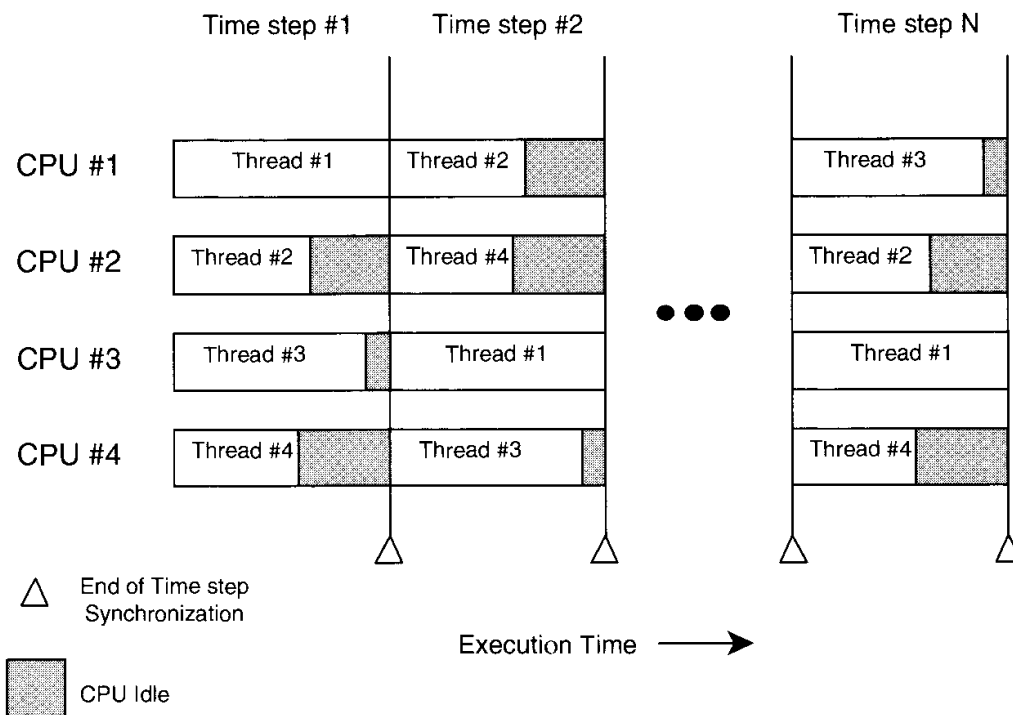 Time step #1 Time step #2 Time step N
CPU #1 Thread #1 Thread #2 Thread #3
CPU #2 Thread #2 Thread #4 Thread #2
CPU #3 Thread #3 Thread #1 Thread #1
CPU #4 Thread #4 Thread #3 Thread #4
End of Time step
Synchronization
Execution Time
CPU Idle